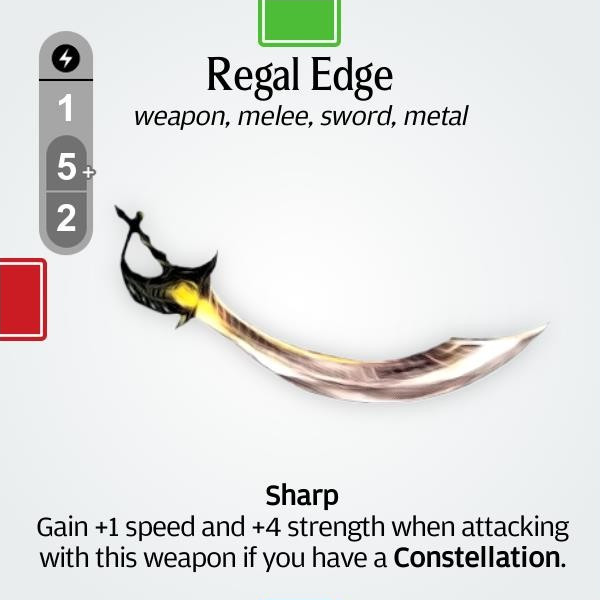 Regal Edge
weapon, melee, sword, metal
1
5+
2
Sharp
Gain +1 speed and +4 strength when attacking
with this weapon if you have a Constellation.